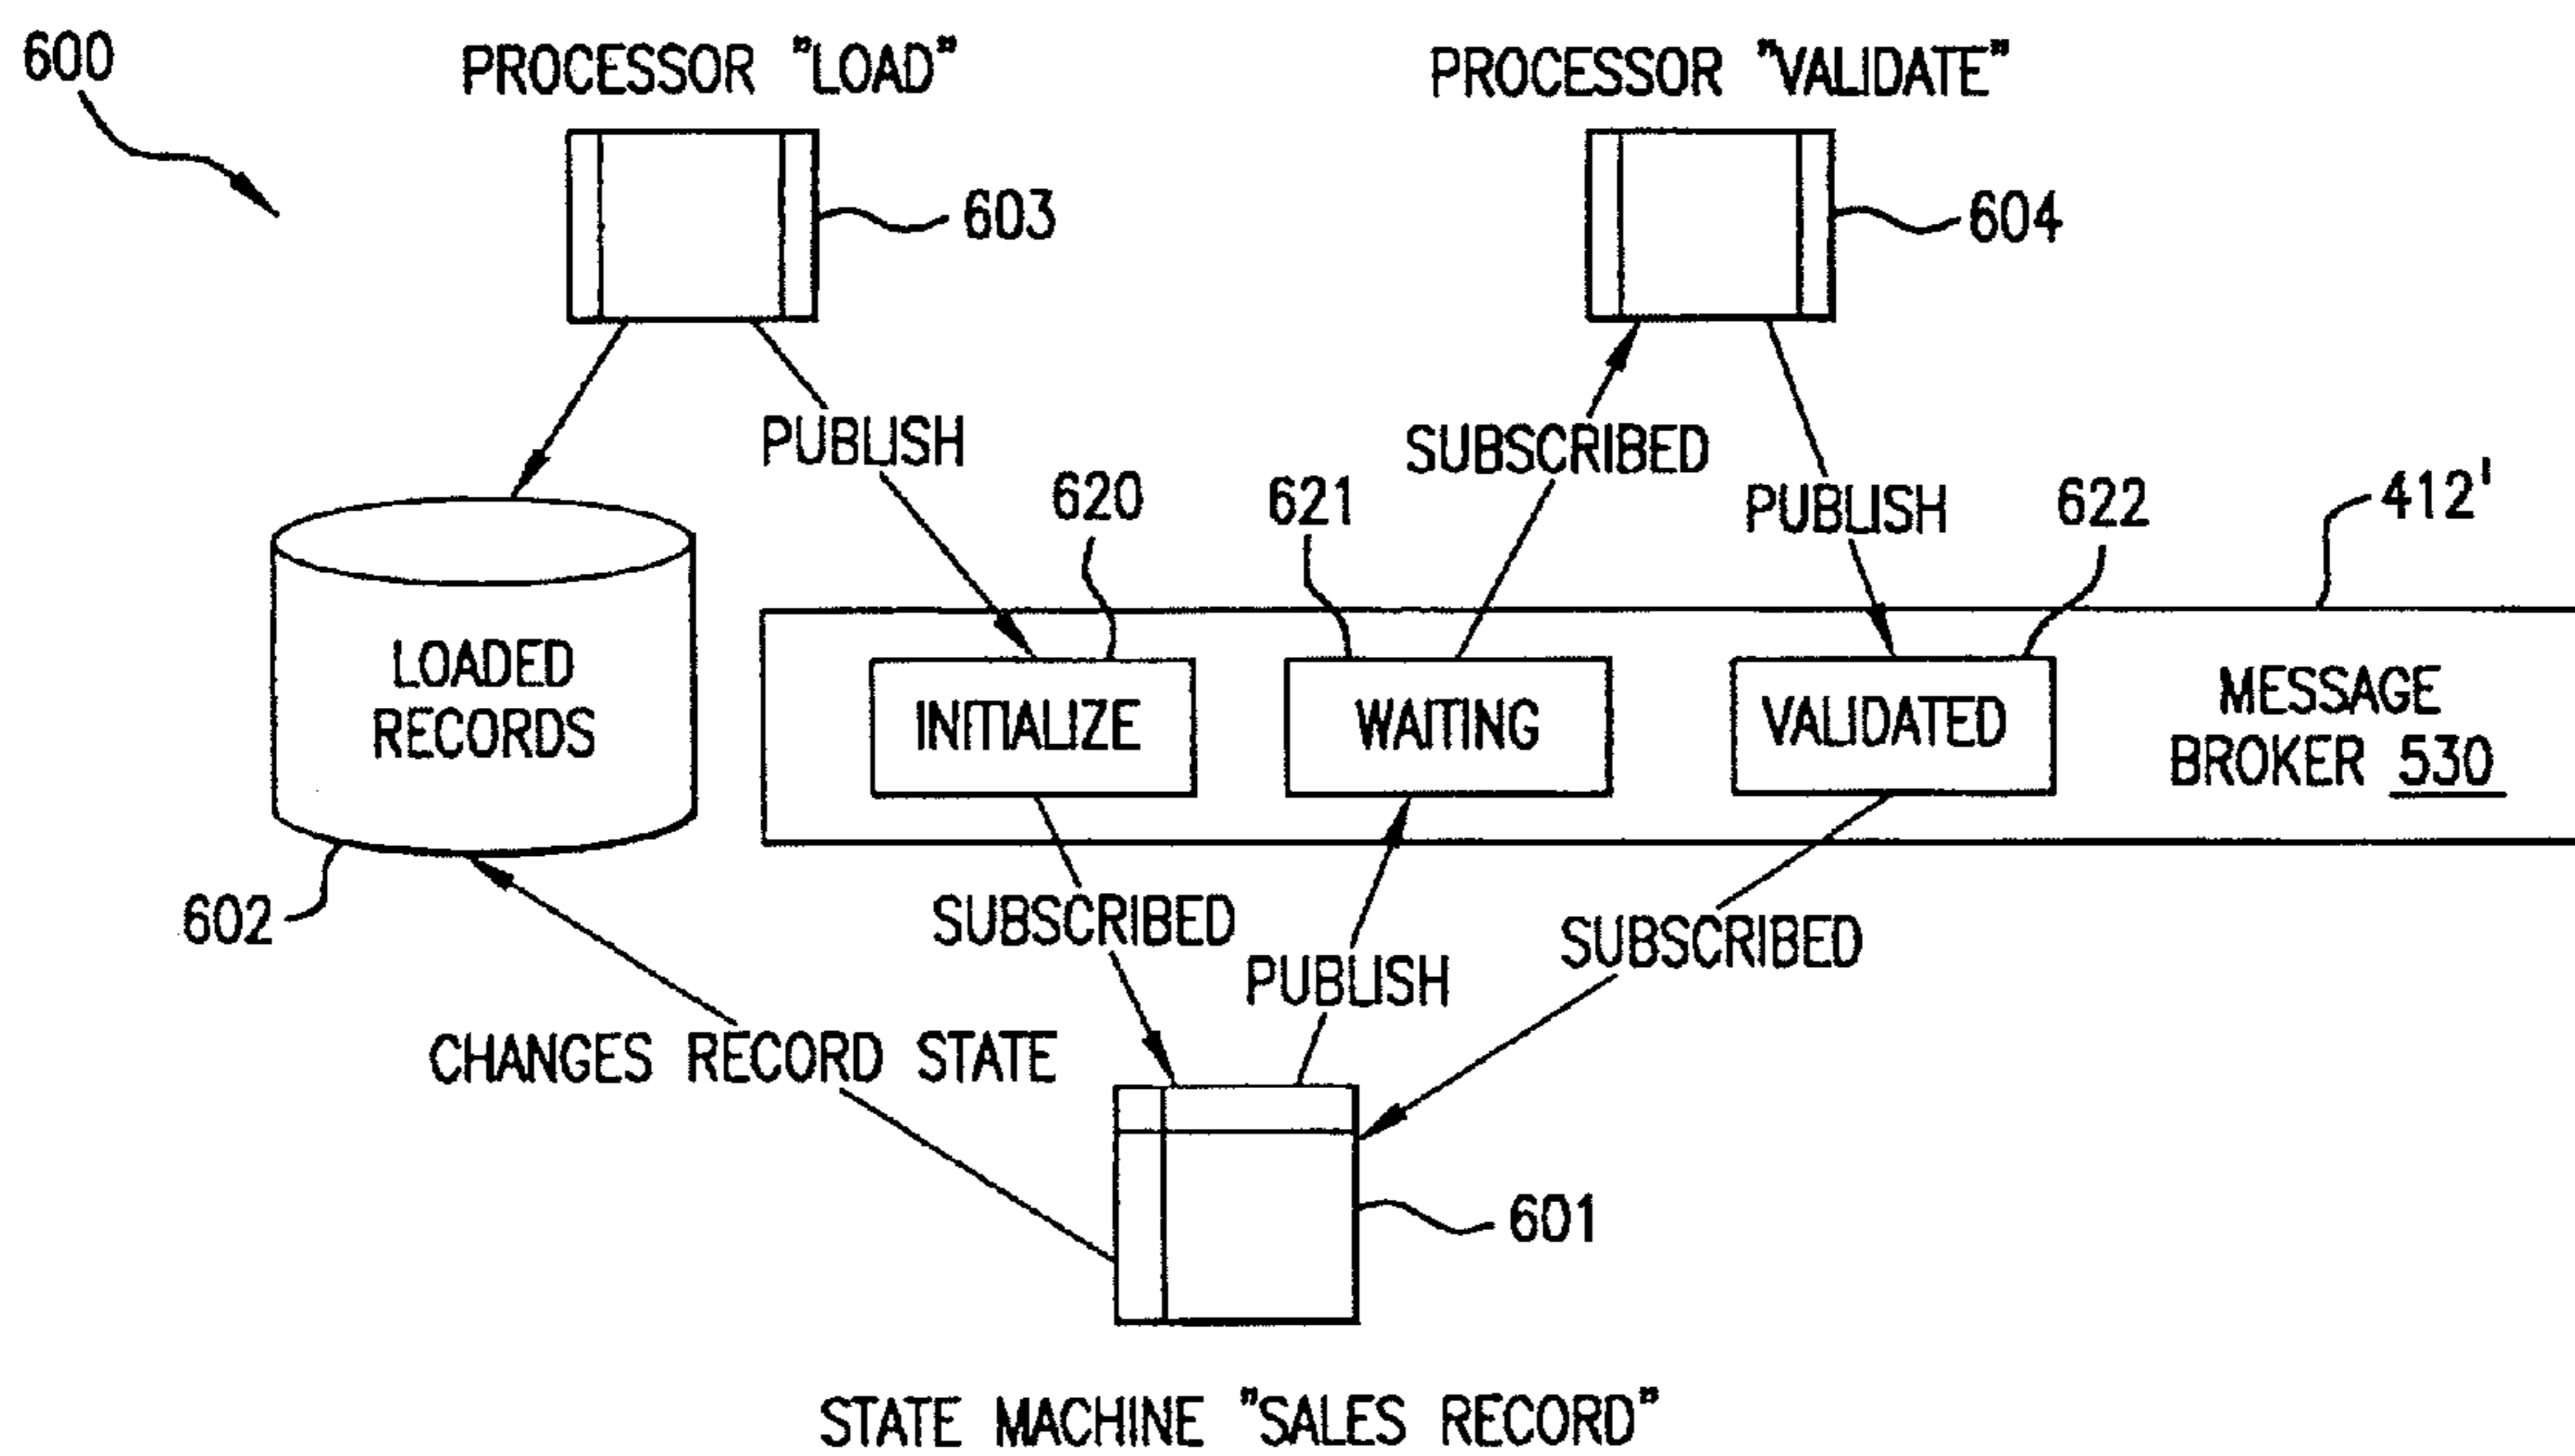 600
PROCESSOR "LOAD"
PROCESSOR "VALIDATE"
603
604
PUBLISH
SUBSCRIBED
PUBLISH
620
621
622
412'
LOADED
RECORDS
INITIALIZE
WAITING
VALIDATED
MESSAGE
BROKER 530
602
SUBSCRIBED
PUBLISH
SUBSCRIBED
CHANGES RECORD STATE
601
STATE MACHINE "SALES RECORD"